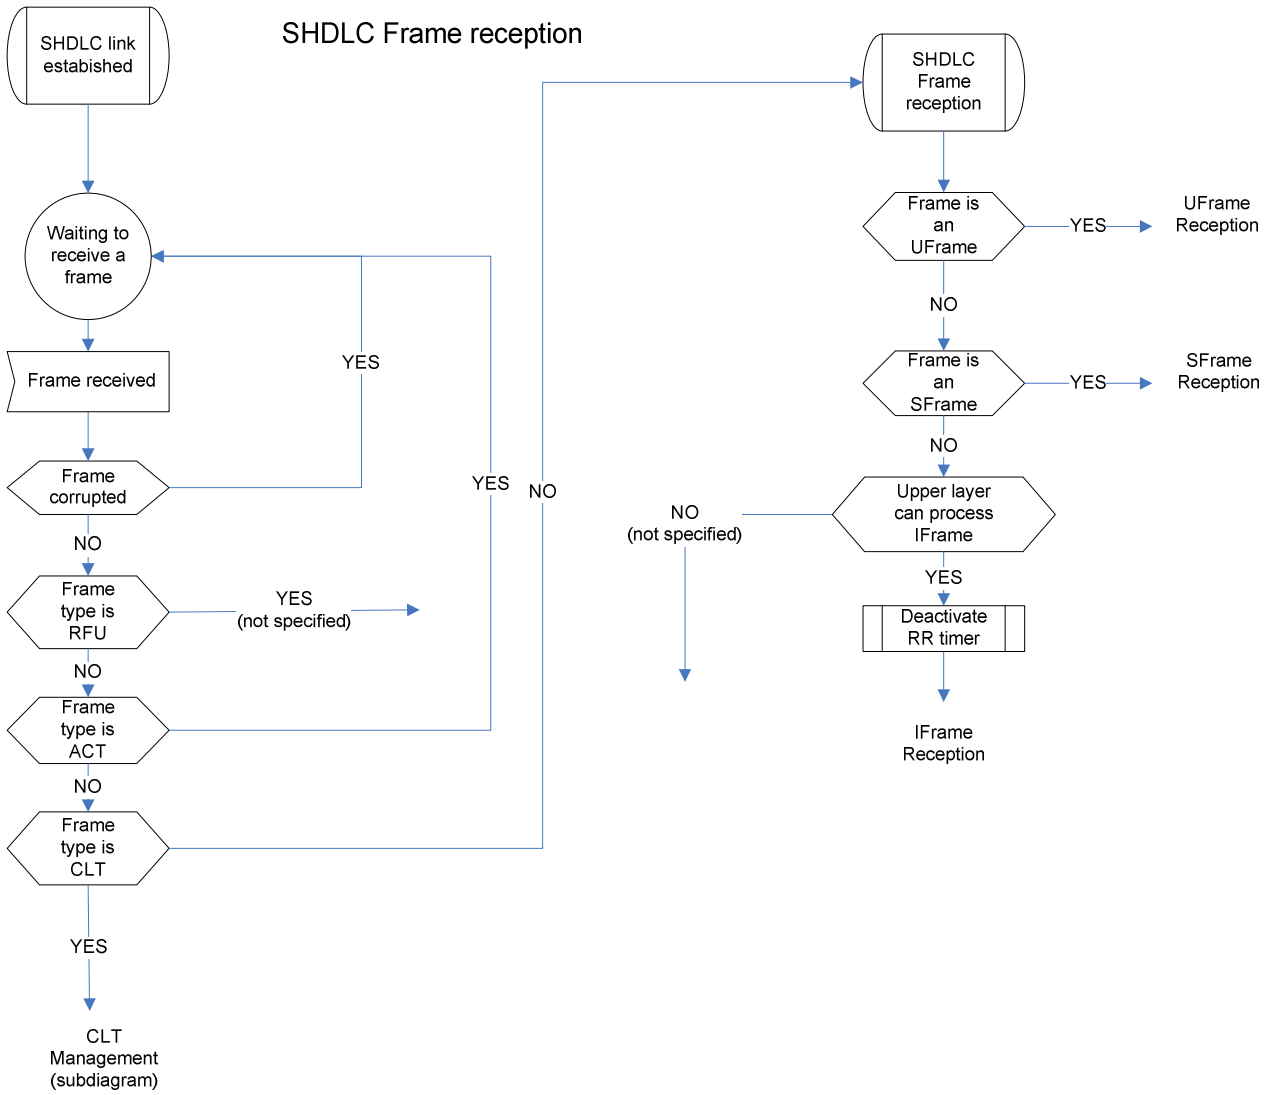 SHDLC Frame reception
SHDLC link
estabished
Waiting to
receive a
frame
YES
Frame received
Frame
corrupted
NO
Frame
type is
RFU
YES
(not specified)
NO
Frame
type is
ACT
YES
NO
Frame
type is
CLT
NO
YES
CLT
Management
(subdiagram)
SHDLC
Frame
reception
Frame is
an
UFrame
YES
UFrame
Reception
NO
Frame is
an
SFrame
YES
SFrame
Reception
NO
Upper layer
can process
IFrame
NO
(not specified)
YES
Deactivate
RR timer
IFrame
Reception